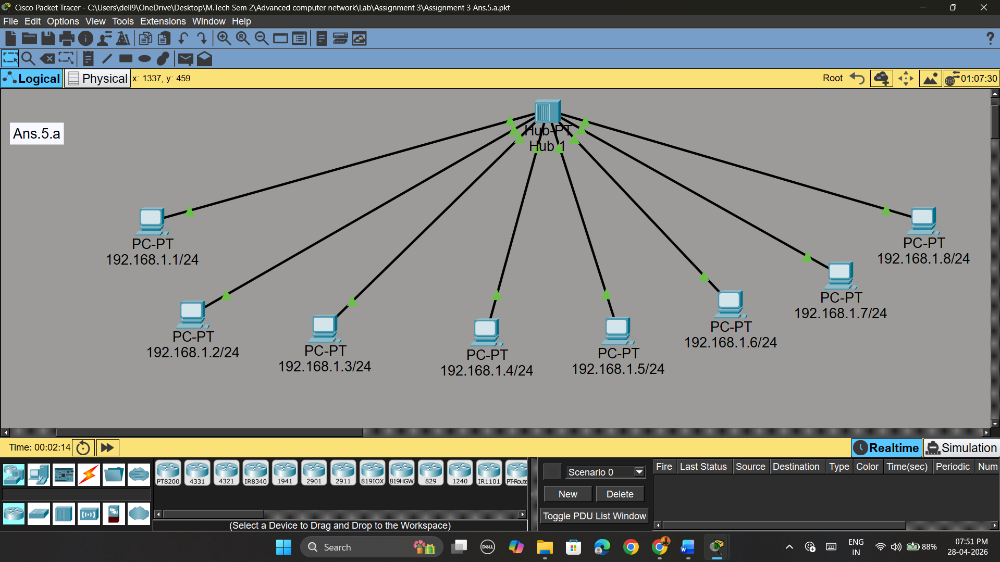 Cisco Packet Tracer - C:\Users\dell9\OneDrive\Desktop\M.Tech Sem 2\Advanced computer network\Lab\Assignment 3\Assignment 3 Ans.5.a.pkt
File Edit Options View Tools Extensions Window Help
?
Logical Physical x: 1337, y: 459 Root 01:07:30
Ans.5.a
Hub-PT
Hub 1
PC-PT
192.168.1.1/24
PC-PT
192.168.1.2/24
PC-PT
192.168.1.3/24
PC-PT
192.168.1.4/24
PC-PT
192.168.1.5/24
PC-PT
192.168.1.6/24
PC-PT
192.168.1.7/24
PC-PT
192.168.1.8/24
Time: 00:02:14 Realtime Simulation
PT8200 4331 4321 IR8340 1941 2901 2911 819IOX 819HGW 829 1240 IR1101 PT-Route
(Select a Device to Drag and Drop to the Workspace)
Scenario 0
New Delete
Toggle PDU List Window
Fire Last Status Source Destination Type Color Time(sec) Periodic Num
Search
DELL
W
ENG
IN
88%
07:51 PM
28-04-2026